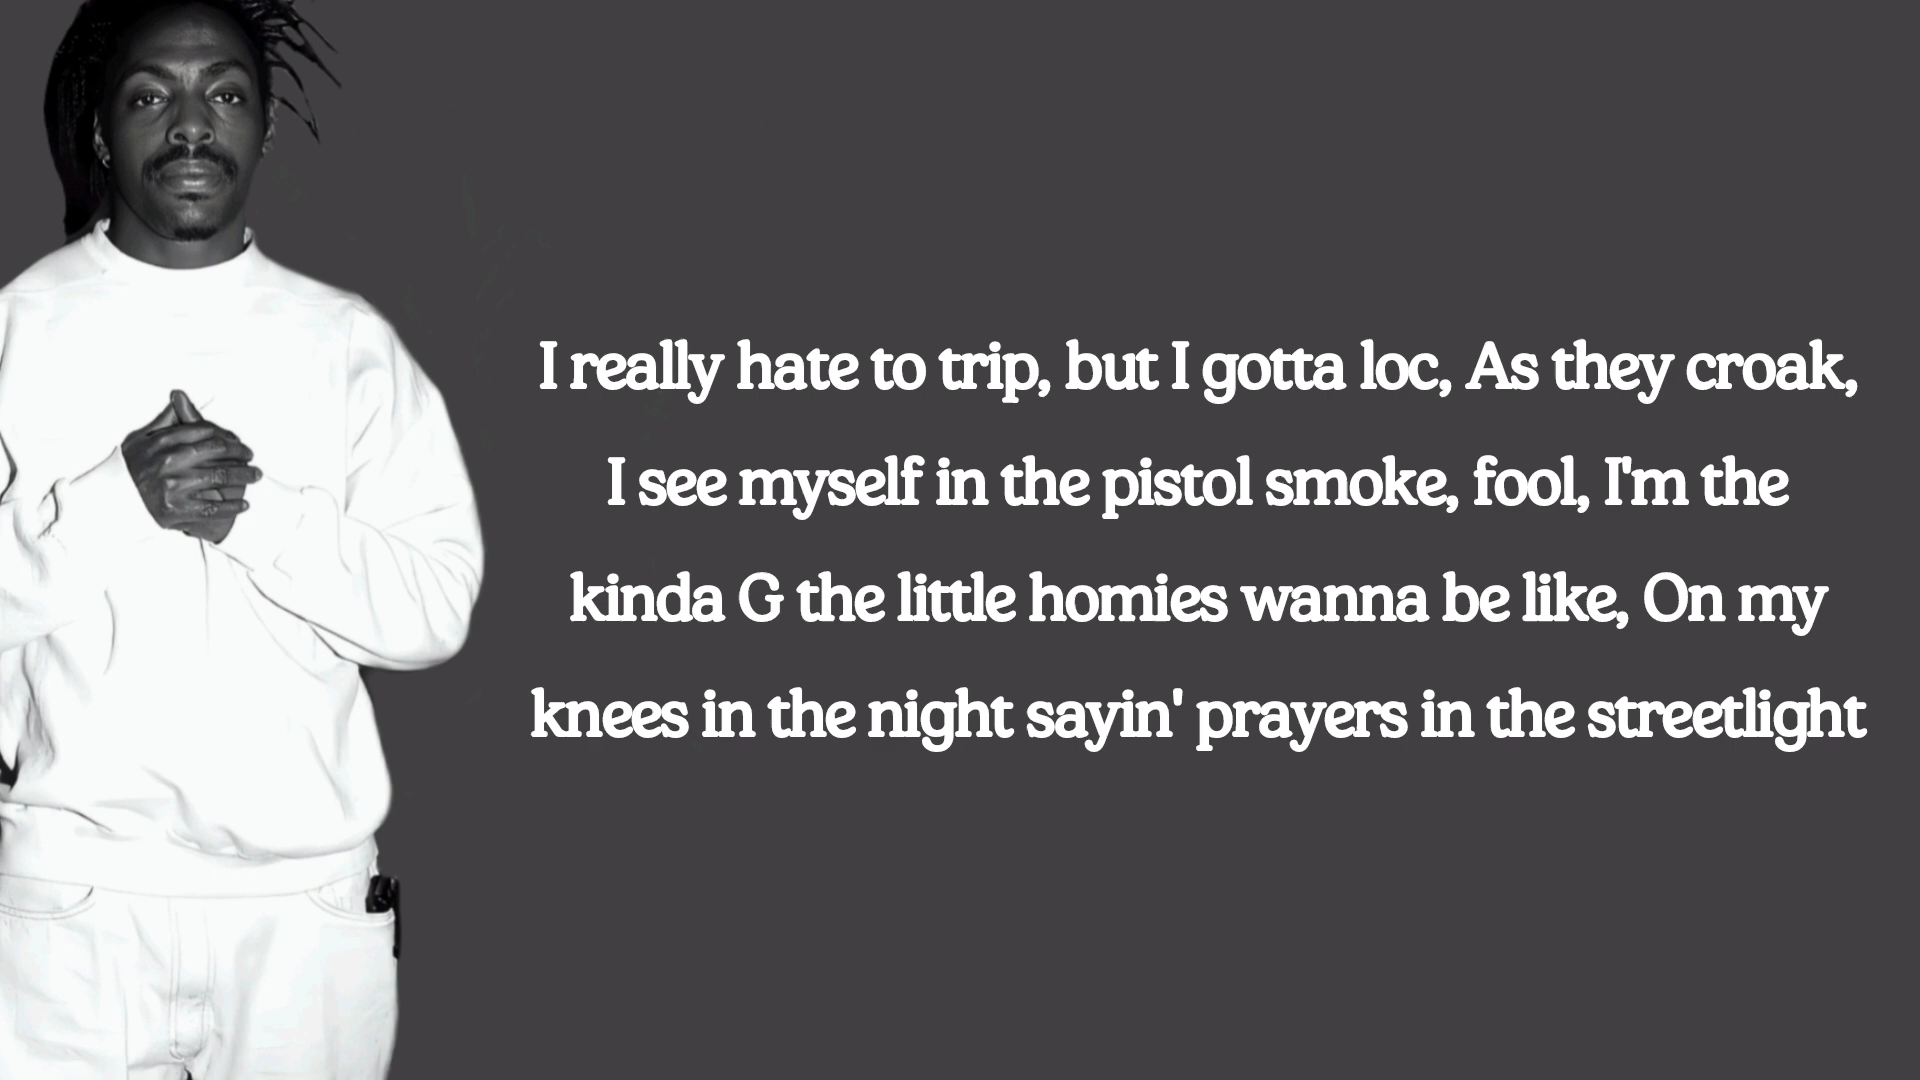 I really hate to trip, but I gotta loc, As they croak,
I see myself in the pistol smoke, fool, I'm the
kinda G the little homies wanna be like, On my
knees in the night sayin' prayers in the streetlight